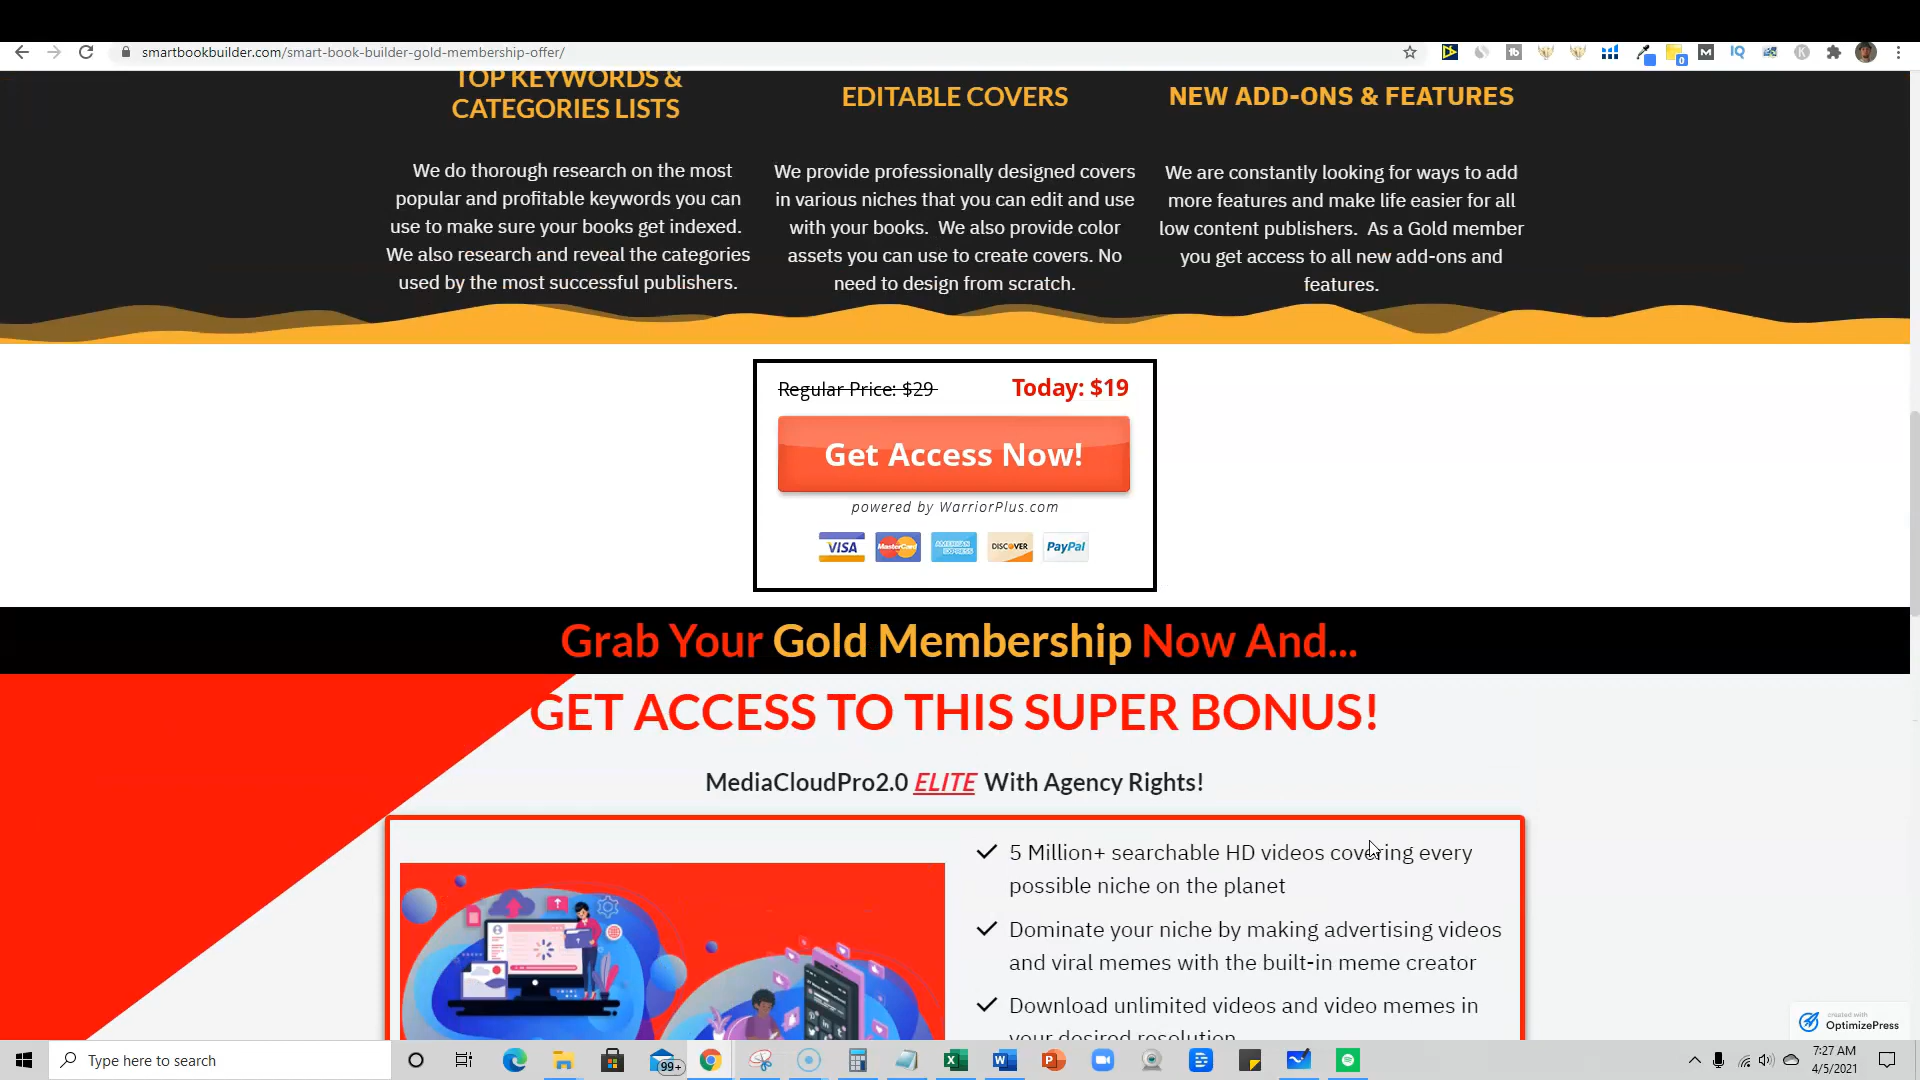 smartbookbuilder.com/smart-book-builder-gold-membership-offer/
TOP KEYWORDS &
CATEGORIES LISTS
We do thorough research on the most
popular and profitable keywords you can
use to make sure your books get indexed.
We also research and reveal the categories
used by the most successful publishers.
EDITABLE COVERS
We provide professionally designed covers
in various niches that you can edit and use
with your books. We also provide color
assets you can use to create covers. No
need to design from scratch.
NEW ADD-ONS & FEATURES
We are constantly looking for ways to add
more features and make life easier for all
low content publishers. As a Gold member
you get access to all new add-ons and
features.
Regular Price: $29 Today: $19
Get Access Now!
powered by WarriorPlus.com
VISA MasterCard AMERICAN EXPRESS DISCOVER PayPal
Grab Your Gold Membership Now And...
GET ACCESS TO THIS SUPER BONUS!
MediaCloudPro2.0 ELITE With Agency Rights!
5 Million+ searchable HD videos covering every
possible niche on the planet
Dominate your niche by making advertising videos
and viral memes with the built-in meme creator
Download unlimited videos and video memes in
your desired resolution
created with
OptimizePress
Type here to search
99+
7:27 AM
4/5/2021